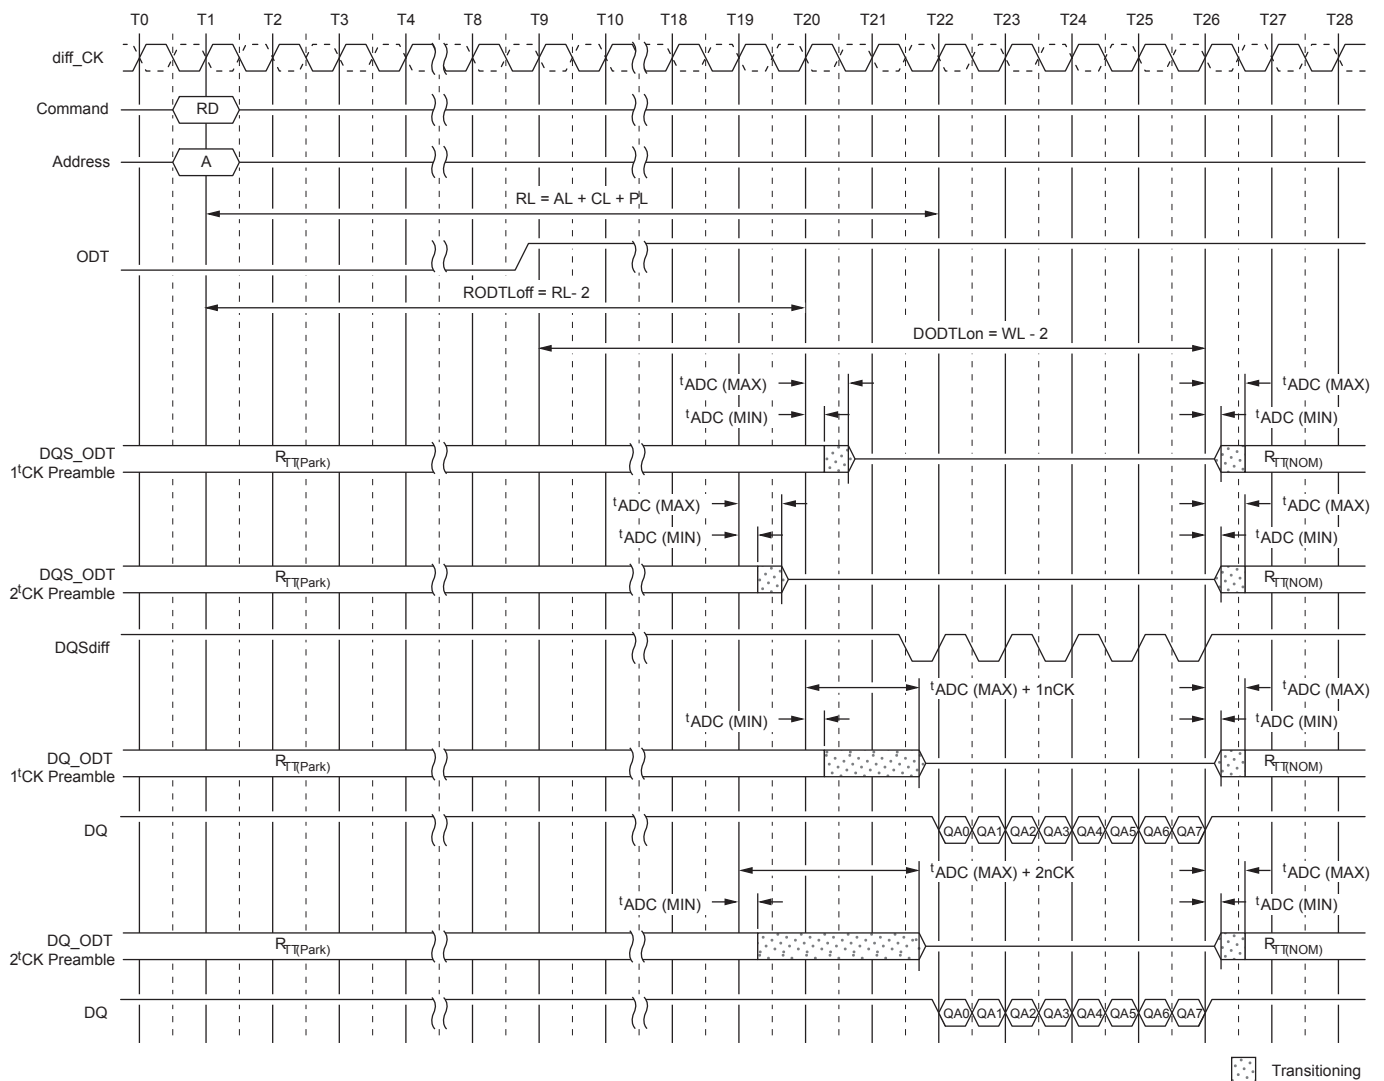 T0 T1 T2 T3 T4 T8 T9 T10 T18 T19 T20 T21 T22 T23 T24 T25 T26 T27 T28
diff_CK
Command RD
Address A
RL = AL + CL + PL
ODT
RODTLoff = RL- 2
DODTLon = WL - 2
tADC (MAX) tADC (MAX)
tADC (MIN) tADC (MIN)
DQS_ODT
1tCK Preamble RTT(Park) RTT(NOM)
tADC (MAX) tADC (MAX)
tADC (MIN) tADC (MIN)
DQS_ODT
2tCK Preamble RTT(Park) RTT(NOM)
DQSdiff
tADC (MAX) + 1nCK tADC (MAX)
tADC (MIN) tADC (MIN)
DQ_ODT
1tCK Preamble RTT(Park) RTT(NOM)
DQ QA0 QA1 QA2 QA3 QA4 QA5 QA6 QA7
tADC (MAX) + 2nCK tADC (MAX)
tADC (MIN) tADC (MIN)
DQ_ODT
2tCK Preamble RTT(Park) RTT(NOM)
DQ QA0 QA1 QA2 QA3 QA4 QA5 QA6 QA7
Transitioning